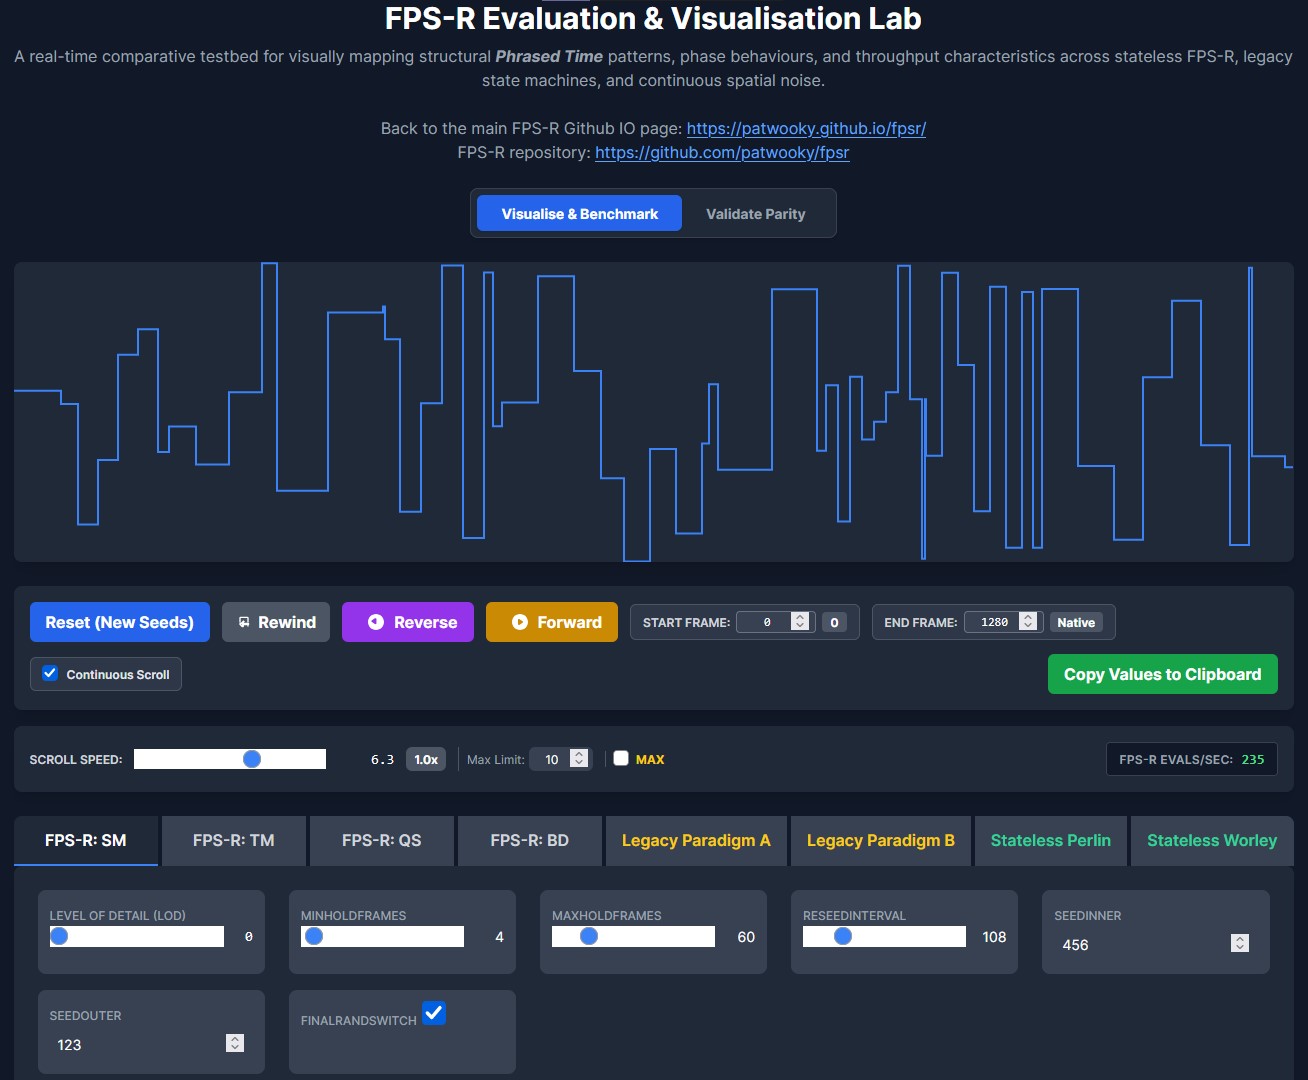 FPS-R Evaluation & Visualisation Lab
A real-time comparative testbed for visually mapping structural Phrased Time patterns, phase behaviours, and throughput characteristics across stateless FPS-R, legacy
state machines, and continuous spatial noise.
Back to the main FPS-R Github IO page: https://patwooky.github.io/fpsr/
FPS-R repository: https://github.com/patwooky/fpsr
Visualise & Benchmark Validate Parity
Reset (New Seeds) Rewind Reverse Forward START FRAME: 0 0 END FRAME: 1280 Native
Continuous Scroll Copy Values to Clipboard
SCROLL SPEED: 6.3 1.0x Max Limit: 10 MAX FPS-R EVALS/SEC: 235
FPS-R: SM FPS-R: TM FPS-R: QS FPS-R: BD Legacy Paradigm A Legacy Paradigm B Stateless Perlin Stateless Worley
LEVEL OF DETAIL (LOD) MINHOLDFRAMES MAXHOLDFRAMES RESEEDINTERVAL SEEDINNER
0 4 60 108 456
SEEDOUTER FINALRANDSWITCH
123